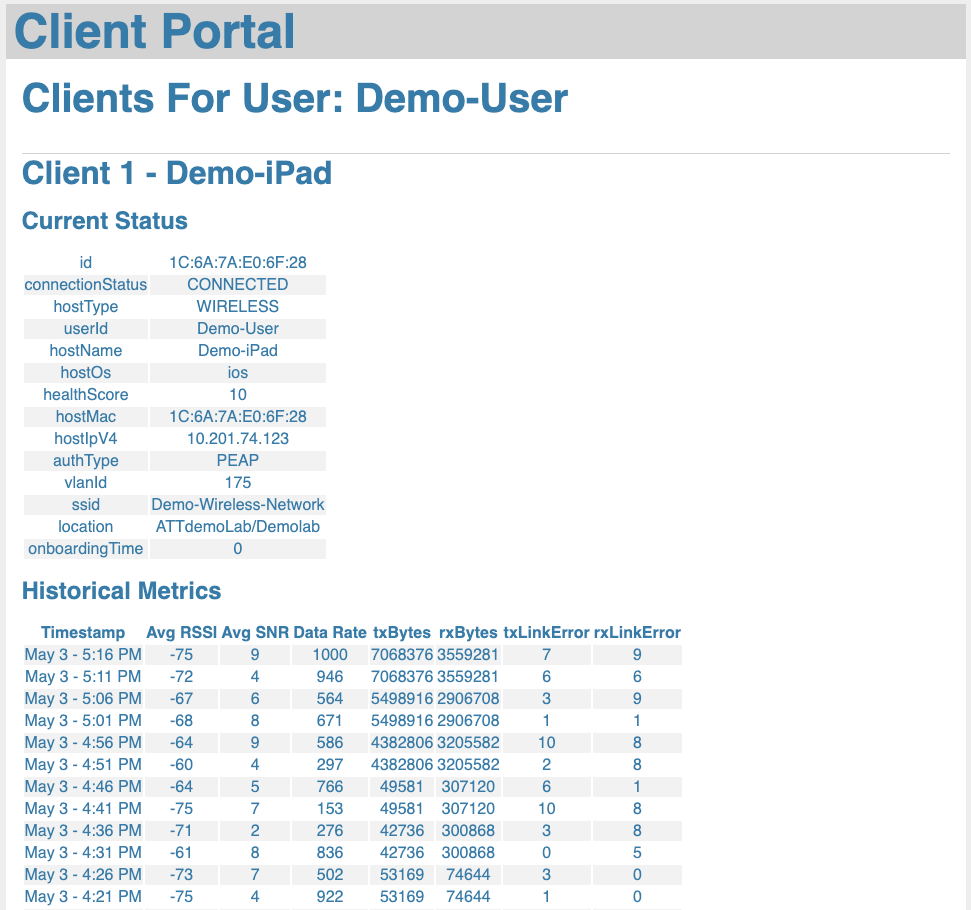 Client Portal
Clients For User: Demo-User
Client 1 - Demo-iPad
Current Status
id 1C:6A:7A:E0:6F:28
connectionStatus CONNECTED
hostType WIRELESS
userId Demo-User
hostName Demo-iPad
hostOs ios
healthScore 10
hostMac 1C:6A:7A:E0:6F:28
hostIpV4 10.201.74.123
authType PEAP
vlanId 175
ssid Demo-Wireless-Network
location ATTdemoLab/Demolab
onboardingTime 0
Historical Metrics
Timestamp Avg RSSI Avg SNR Data Rate txBytes rxBytes txLinkError rxLinkError
May 3 - 5:16 PM -75 9 1000 7068376 3559281 7 9
May 3 - 5:11 PM -72 4 946 7068376 3559281 6 6
May 3 - 5:06 PM -67 6 564 5498916 2906708 3 9
May 3 - 5:01 PM -68 8 671 5498916 2906708 1 1
May 3 - 4:56 PM -64 9 586 4382806 3205582 10 8
May 3 - 4:51 PM -60 4 297 4382806 3205582 2 8
May 3 - 4:46 PM -64 5 766 49581 307120 6 1
May 3 - 4:41 PM -75 7 153 49581 307120 10 8
May 3 - 4:36 PM -71 2 276 42736 300868 3 8
May 3 - 4:31 PM -61 8 836 42736 300868 0 5
May 3 - 4:26 PM -73 7 502 53169 74644 3 0
May 3 - 4:21 PM -75 4 922 53169 74644 1 0